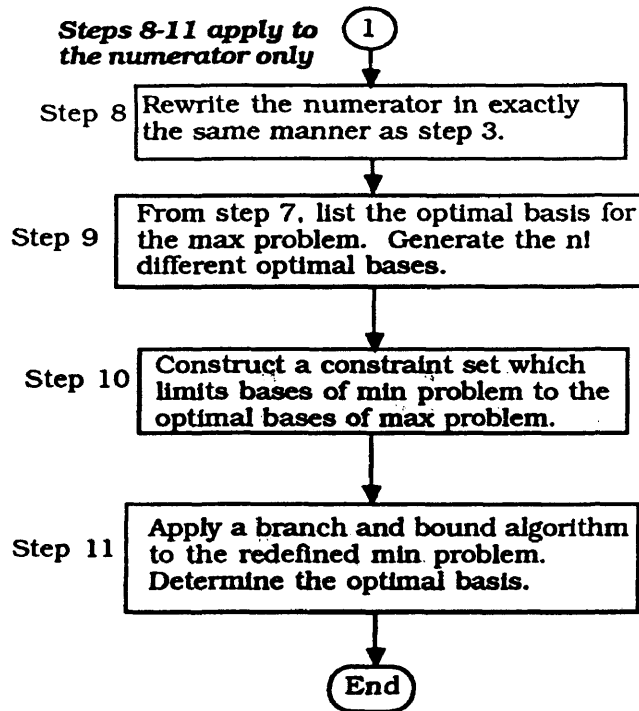 Steps 8-11 apply to
the numerator only
1
Step 8
Rewrite the numerator in exactly
the same manner as step 3.
Step 9
From step 7, list the optimal basis for
the max problem. Generate the n!
different optimal bases.
Step 10
Construct a constraint set which
limits bases of min problem to the
optimal bases of max problem.
Step 11
Apply a branch and bound algorithm
to the redefined min problem.
Determine the optimal basis.
End